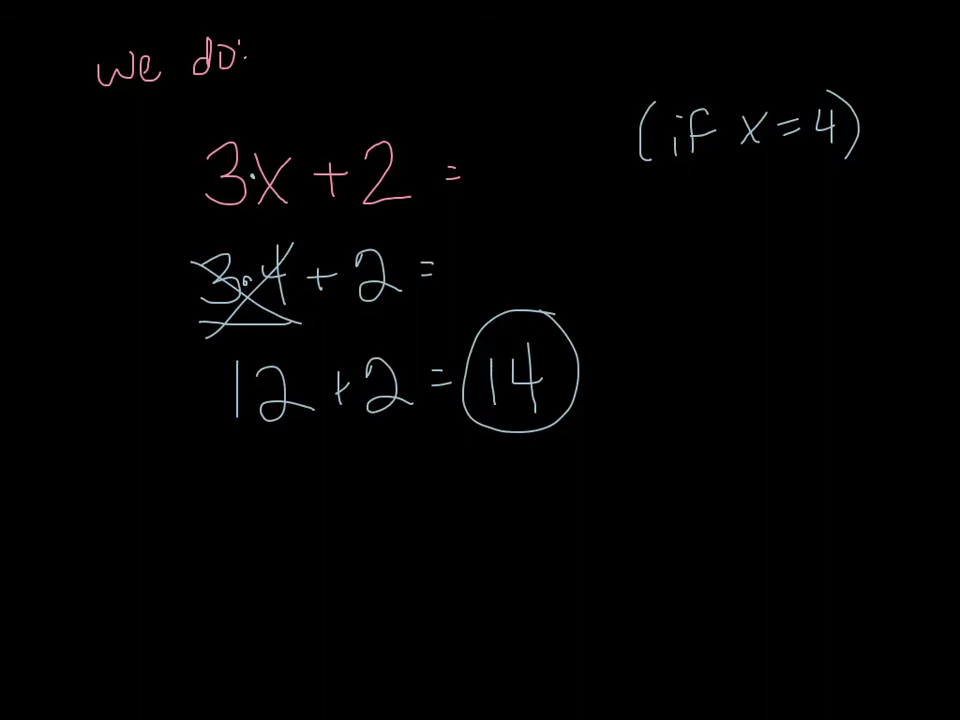 we do:
3·x + 2 =
(if x = 4)
3·4 + 2 =
12 + 2 = 14